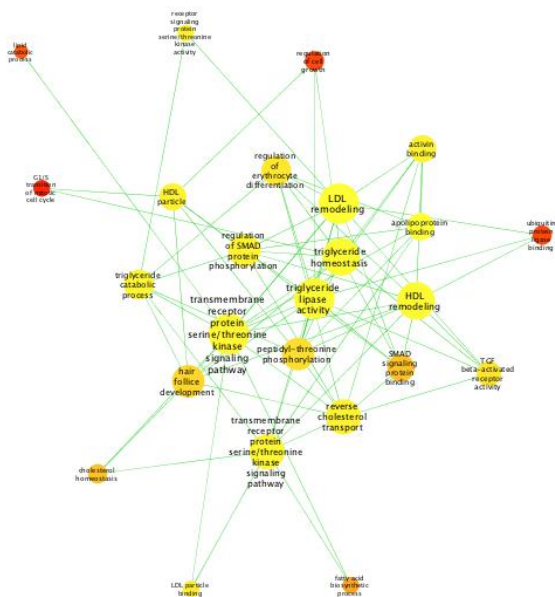 receptor
signaling
protein
serine/threonine
kinase
activity
lipid
catabolic
process
regulation
of cell
growth
activin
binding
regulation
of
erythrocyte
differentiation
G1/S
transition
of mitotic
cell cycle
HDL
particle
LDL
remodeling
apolipoprotein
binding
ubiquitin
protein
ligase
binding
regulation
of SMAD
protein
phosphorylation
triglyceride
homeostasis
triglyceride
catabolic
process
triglyceride
lipase
activity
HDL
remodeling
transmembrane
receptor
protein
serine/threonine
kinase
signaling
pathway
peptidyl-threonine
phosphorylation
SMAD
signaling
protein
binding
TGF
beta-activated
receptor
activity
hair
follice
development
reverse
cholesterol
transport
transmembrane
receptor
protein
serine/threonine
kinase
signaling
pathway
cholesterol
homeostasis
LDL particle
binding
fatty acid
biosynthetic
process